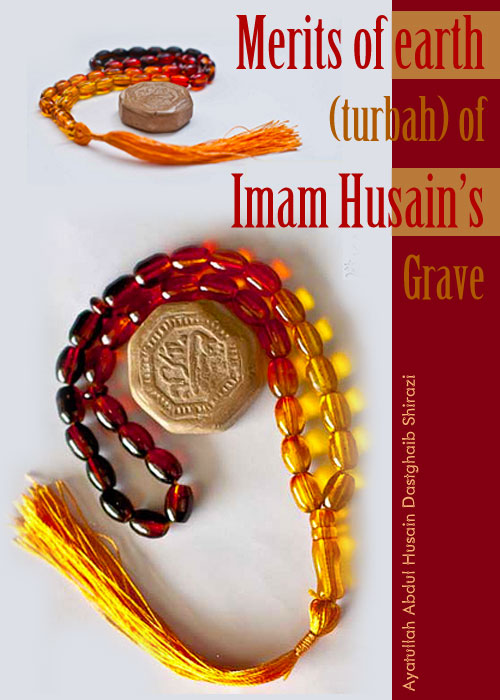 Merits of earth
(turbah) of
Imam Husain's
Grave
Ayatullah Abdul Husain Dastghaib Shirazi